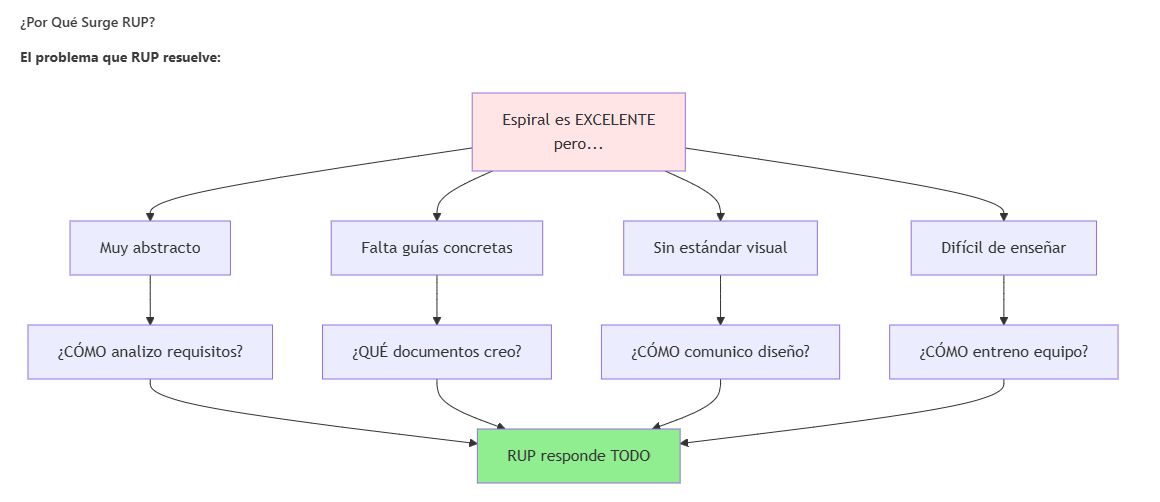 ¿Por Qué Surge RUP?
El problema que RUP resuelve:
Espiral es EXCELENTE
pero...
Muy abstracto
Falta guías concretas
Sin estándar visual
Difícil de enseñar
¿CÓMO analizo requisitos?
¿QUÉ documentos creo?
¿CÓMO comunico diseño?
¿CÓMO entreno equipo?
RUP responde TODO